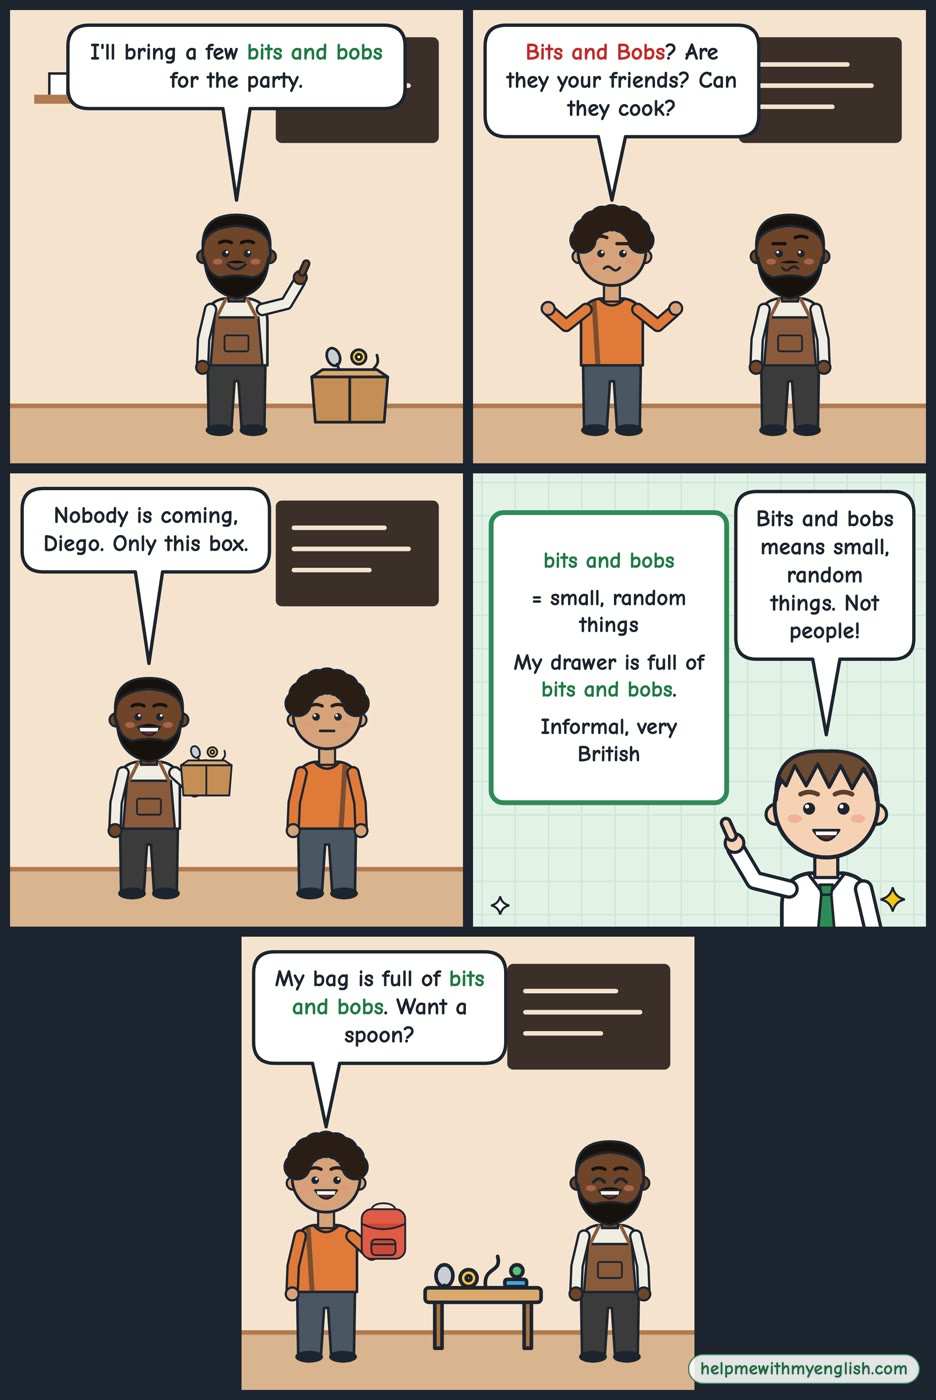 I'll bring a few bits and bobs
for the party.
Bits and Bobs? Are
they your friends? Can
they cook?
Nobody is coming,
Diego. Only this box.
bits and bobs
= small, random
things
My drawer is full of
bits and bobs.
Informal, very
British
Bits and bobs
means small,
random
things. Not
people!
My bag is full of bits
and bobs. Want a
spoon?
helpmewithmyenglish.com